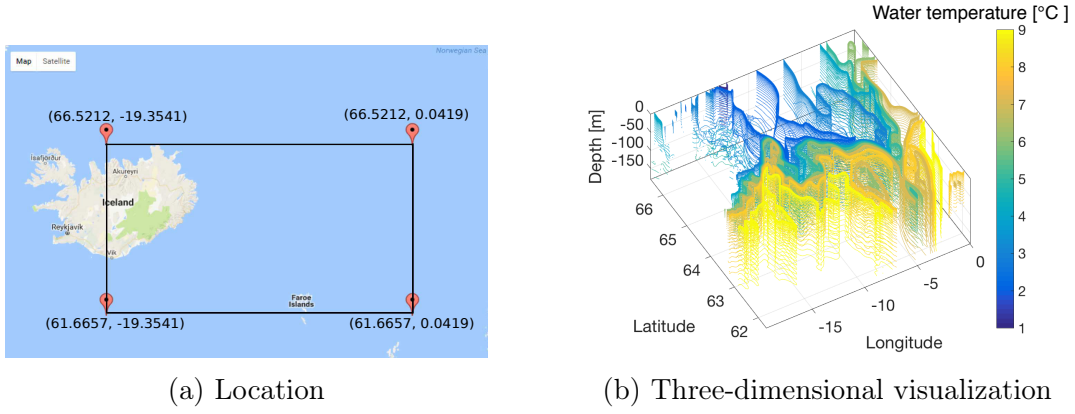 Norwegian Sea
Map Satellite
(66.5212, -19.3541)
(66.5212, 0.0419)
Ísafjörður
Akureyri
Iceland
Reykjavík
Vík
Faroe
Islands
(61.6657, -19.3541)
(61.6657, 0.0419)
(a) Location
Water temperature [°C ]
9
8
7
6
5
4
3
2
1
Depth [m]
0
-50
-100
-150
66
65
64
63
62
Latitude
-15
-10
-5
0
Longitude
(b) Three-dimensional visualization